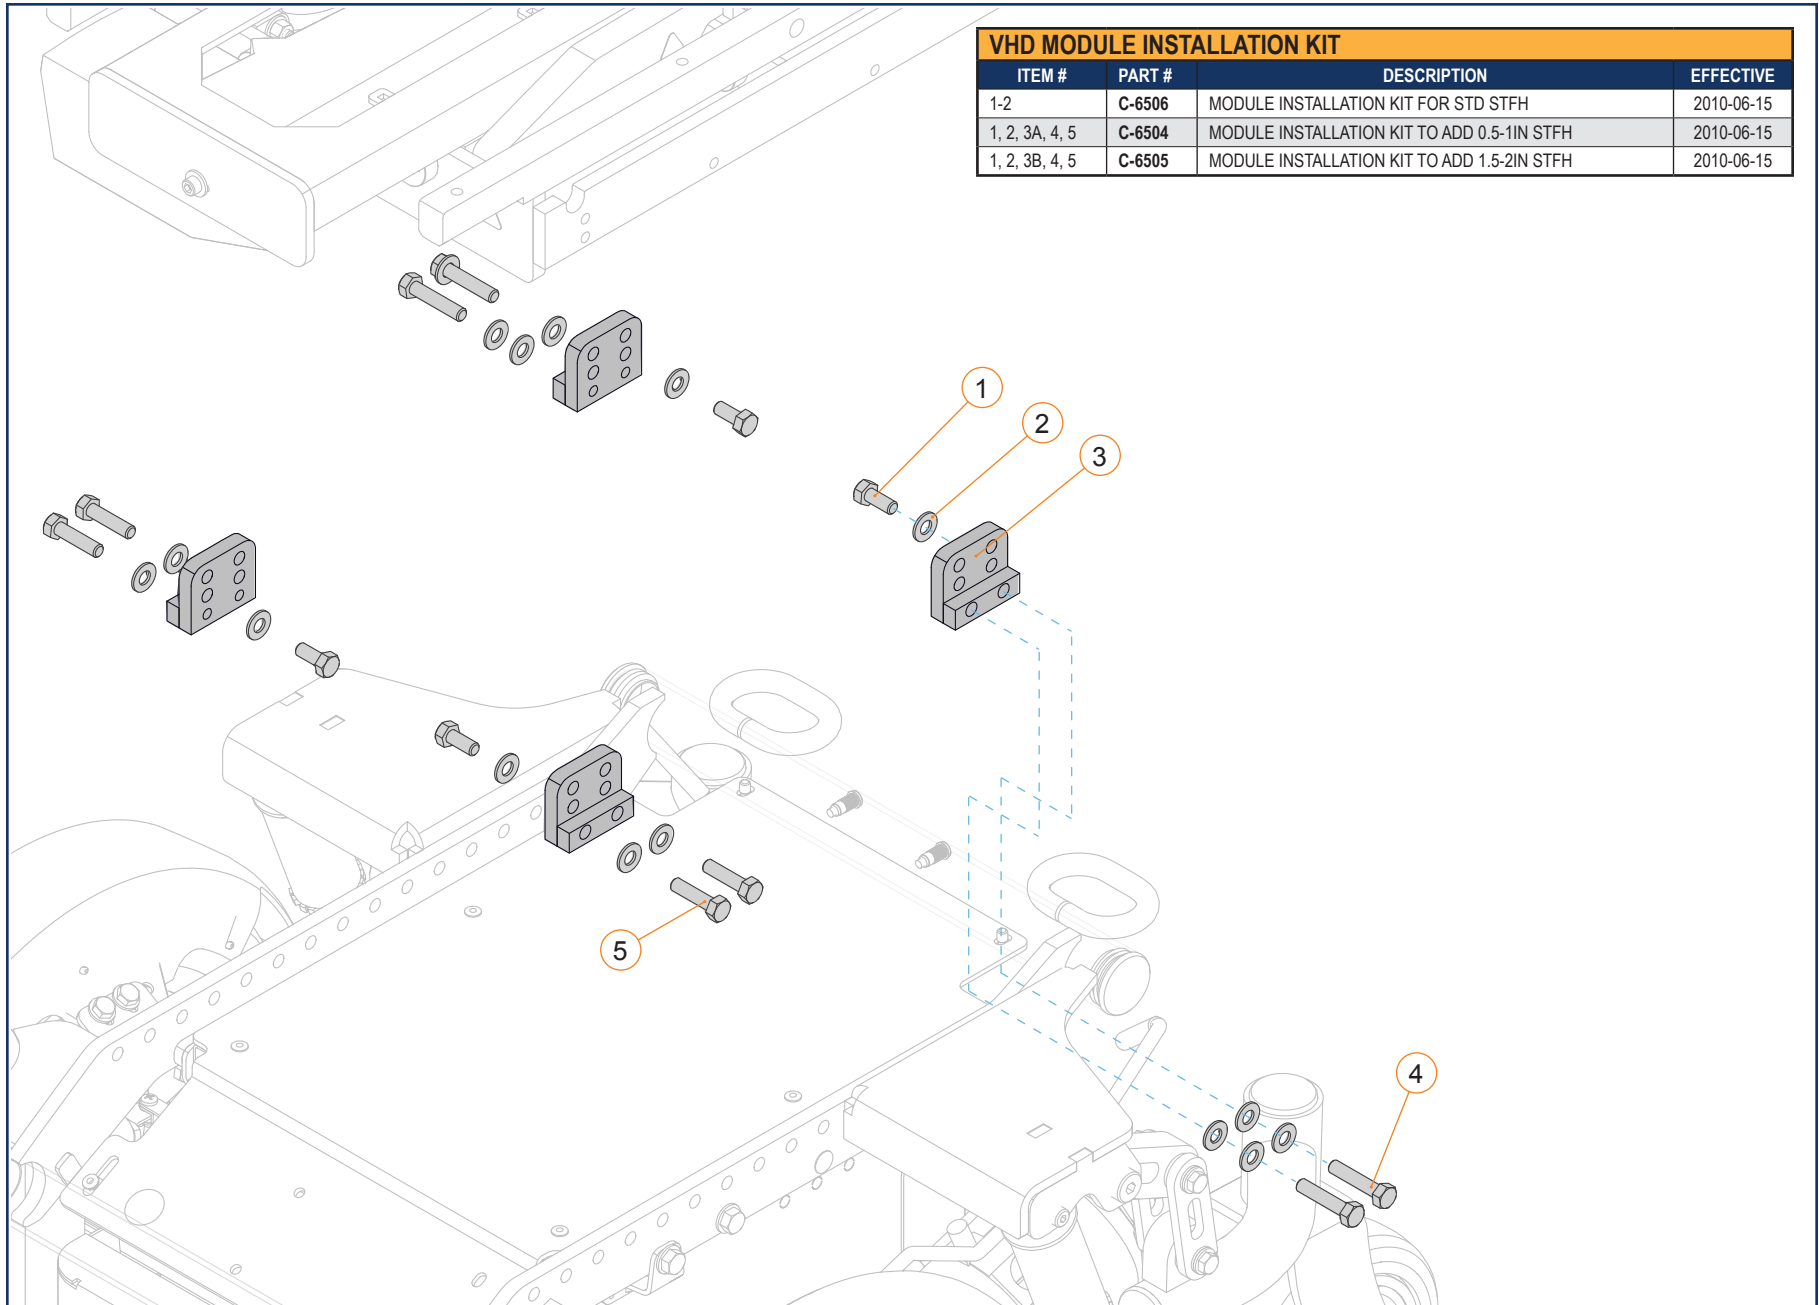 VHD MODULE INSTALLATION KIT
ITEM # PART # DESCRIPTION EFFECTIVE
1-2 C-6506 MODULE INSTALLATION KIT FOR STD STFH 2010-06-15
1, 2, 3A, 4, 5 C-6504 MODULE INSTALLATION KIT TO ADD 0.5-1IN STFH 2010-06-15
1, 2, 3B, 4, 5 C-6505 MODULE INSTALLATION KIT TO ADD 1.5-2IN STFH 2010-06-15
1
2
3
5
4